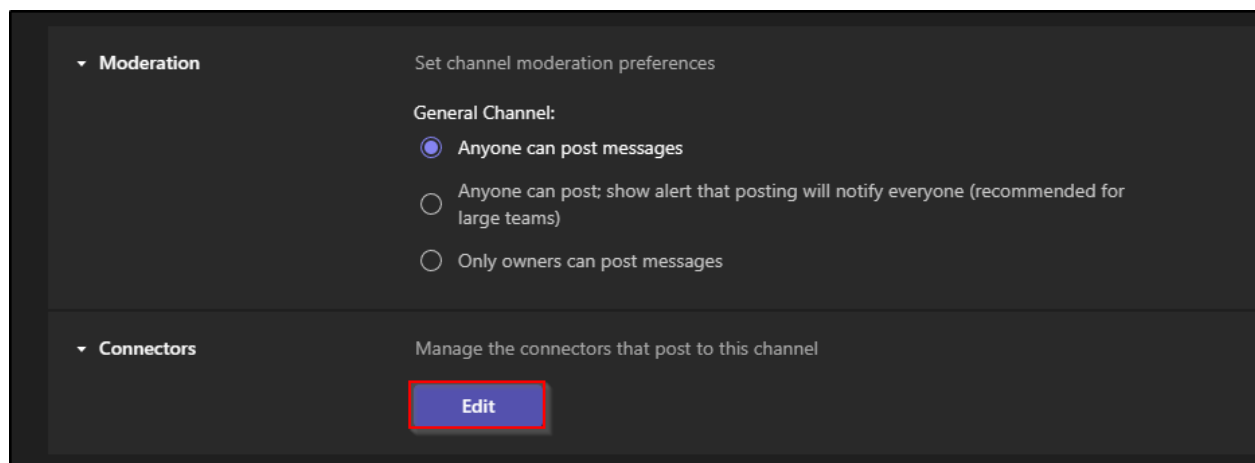 Moderation
Set channel moderation preferences
General Channel:
Anyone can post messages
Anyone can post; show alert that posting will notify everyone (recommended for
large teams)
Only owners can post messages
Connectors
Manage the connectors that post to this channel
Edit